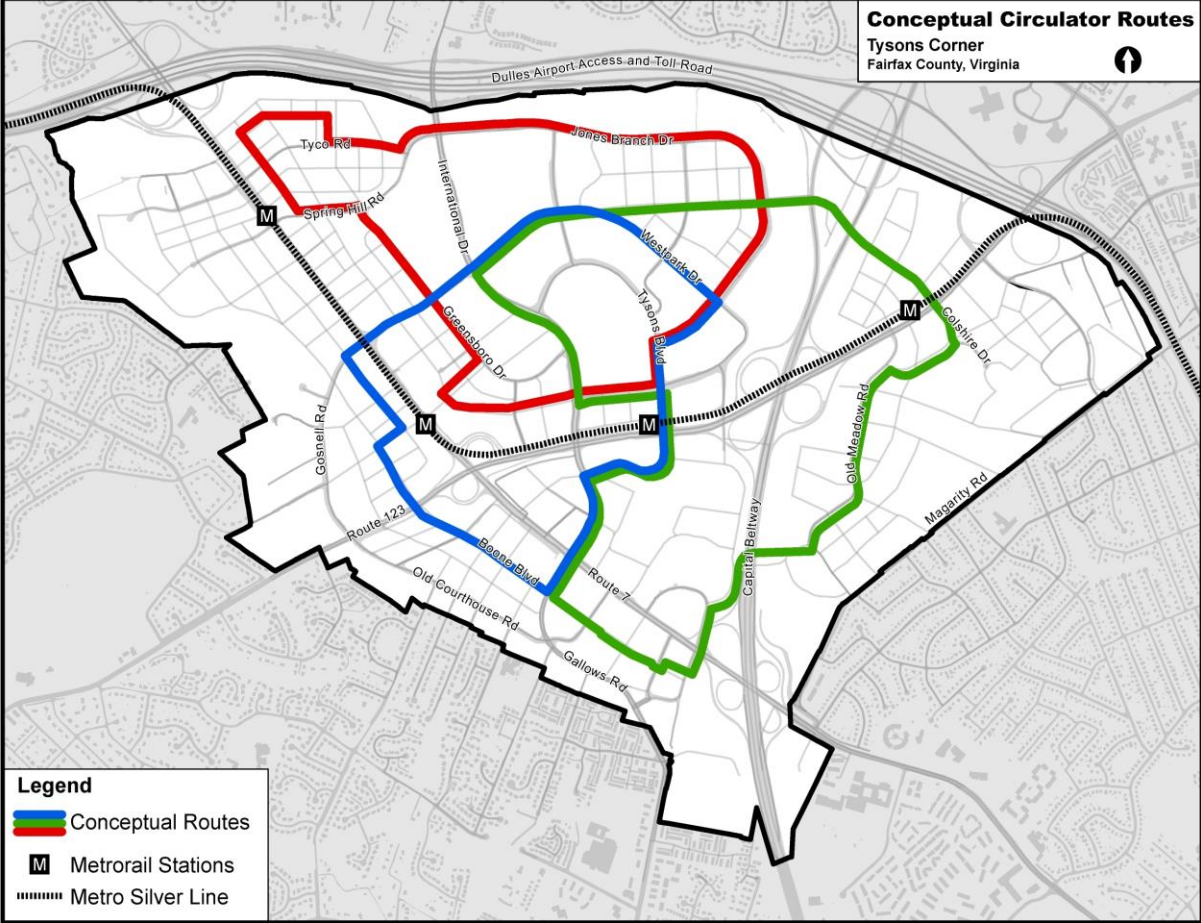 Conceptual Circulator Routes
Tysons Corner
Fairfax County, Virginia
Dulles Airport Access and Toll Road
Jones Branch Dr
Tyco Rd
International Dr
Spring Hill Rd
M
Westpark Dr
Tysons Blvd
Greensboro Dr
M
Colshire Dr
Gosnell Rd
M
M
Old Meadow Rd
Magarity Rd
Route 123
Capital Beltway
Boone Blvd
Route 7
Old Courthouse Rd
Gallows Rd
Legend
Conceptual Routes
M Metrorail Stations
Metro Silver Line